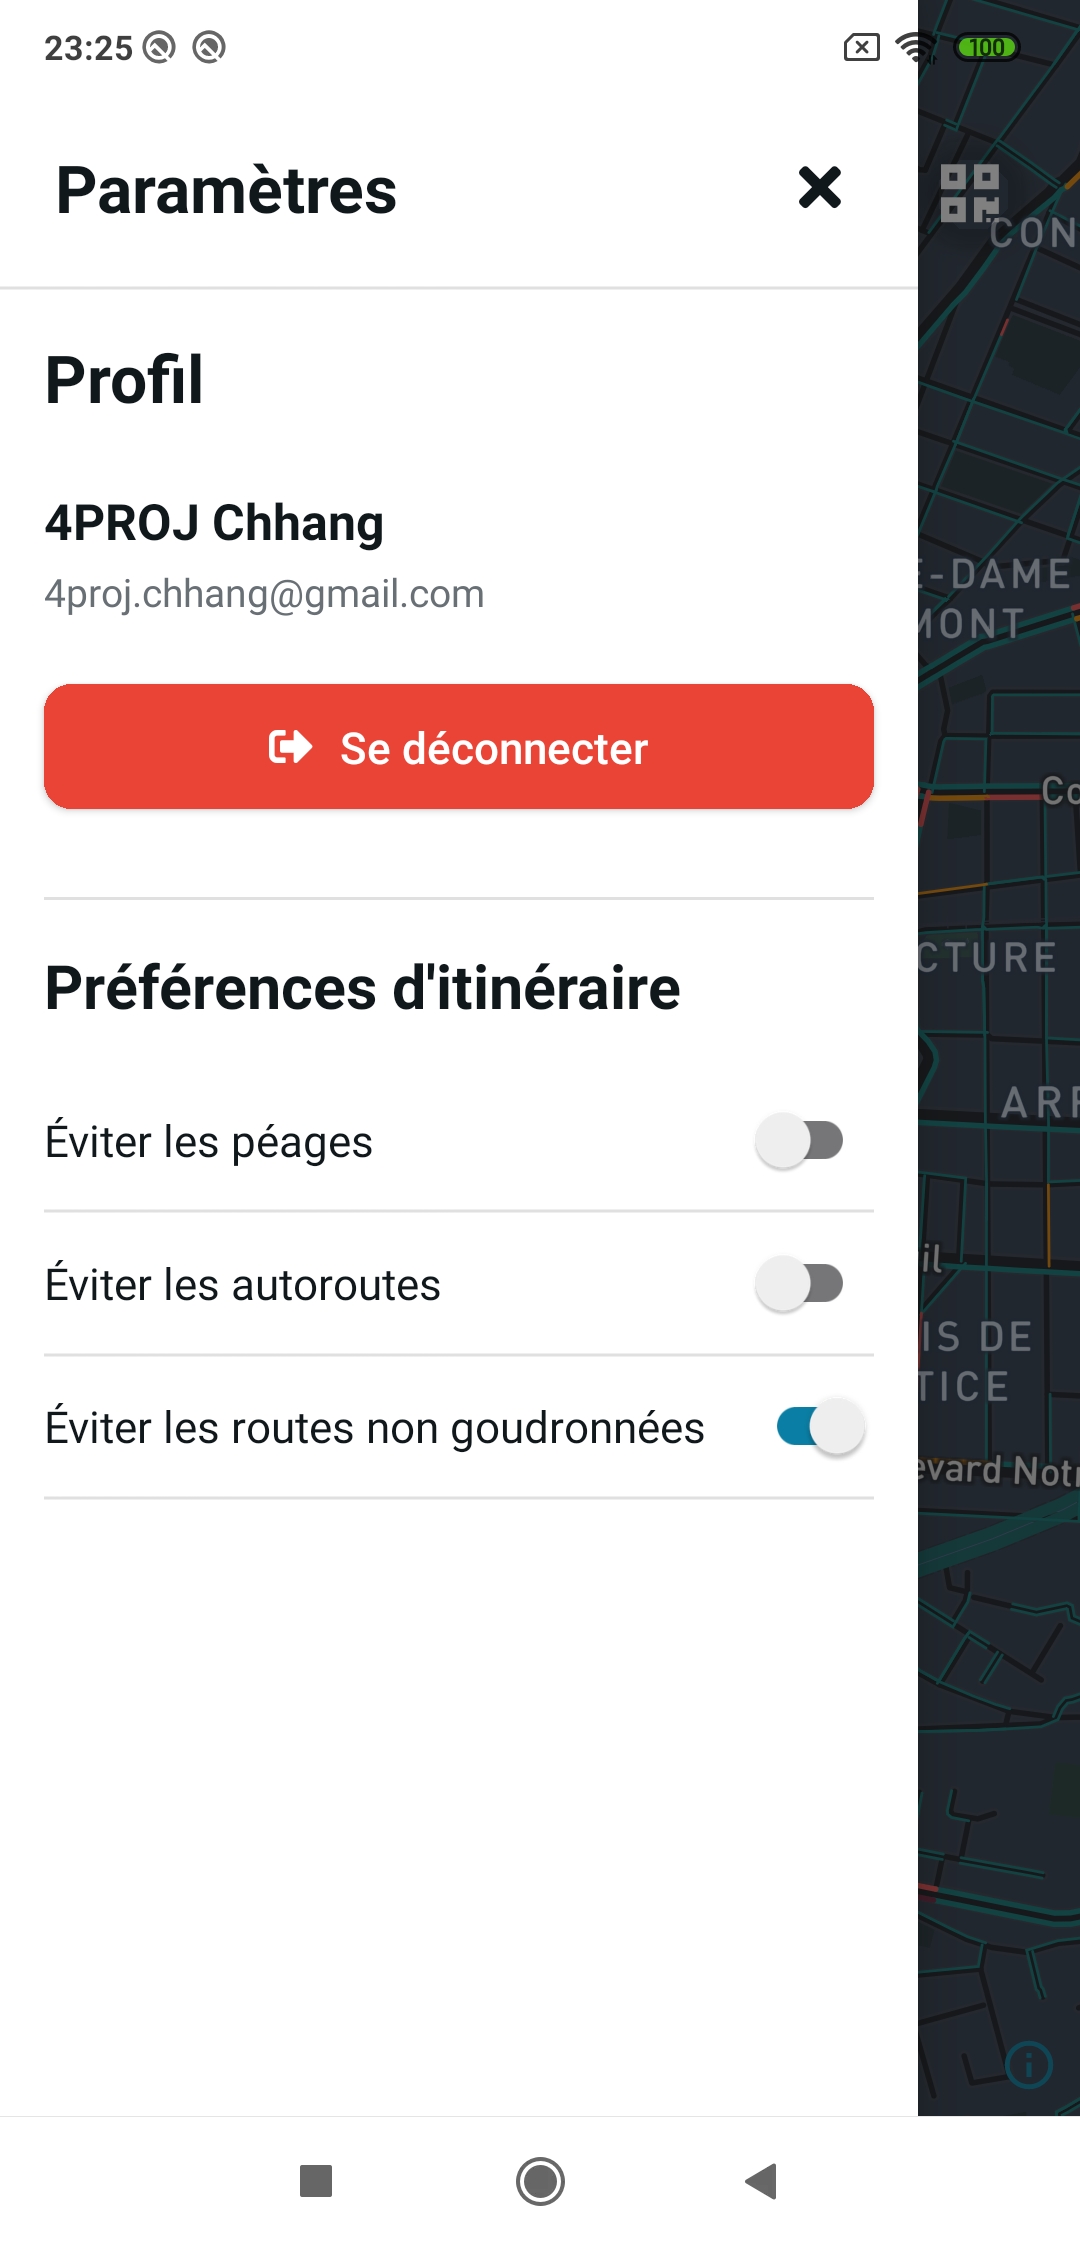 23:25
100
Paramètres
CON
Profil
4PROJ Chhang
4proj.chhang@gmail.com
E-DAME
MONT
Se déconnecter
Co
CTURE
Préférences d'itinéraire
ARR
Éviter les péages
il
Éviter les autoroutes
IS DE
TICE
Éviter les routes non goudronnées
evard Notr